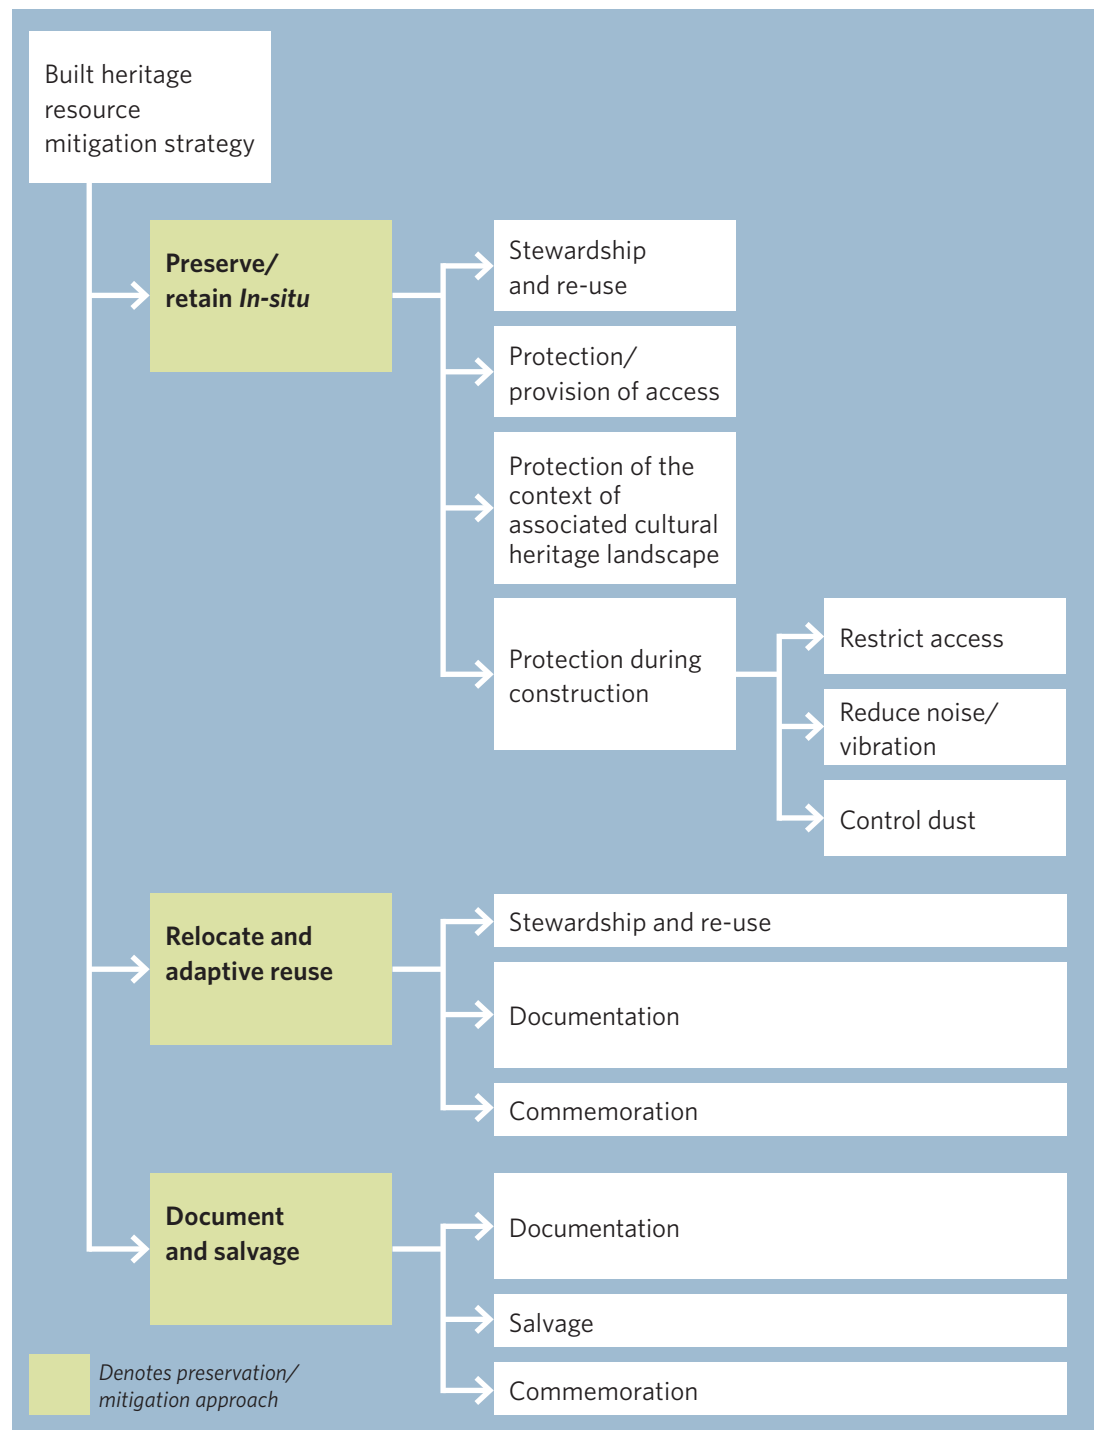 Built heritage
resource
mitigation strategy
Preserve/
retain In-situ
Stewardship
and re-use
Protection/
provision of access
Protection of the
context of
associated cultural
heritage landscape
Protection during
construction
Restrict access
Reduce noise/
vibration
Control dust
Relocate and
adaptive reuse
Stewardship and re-use
Documentation
Commemoration
Document
and salvage
Documentation
Salvage
Commemoration
Denotes preservation/
mitigation approach